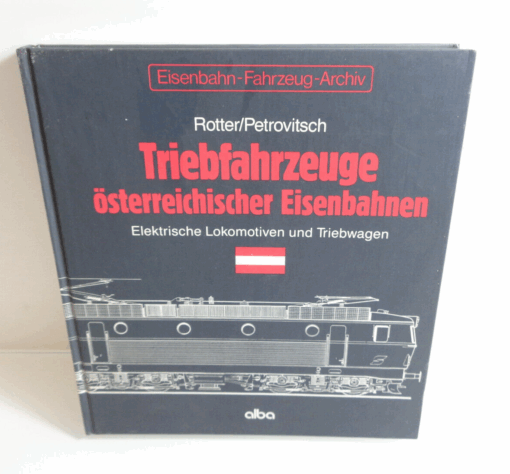 Eisenbahn-Fahrzeug-Archiv
Rotter/Petrovitsch
Triebfahrzeuge
österreichischer Eisenbahnen
Elektrische Lokomotiven und Triebwagen
alba